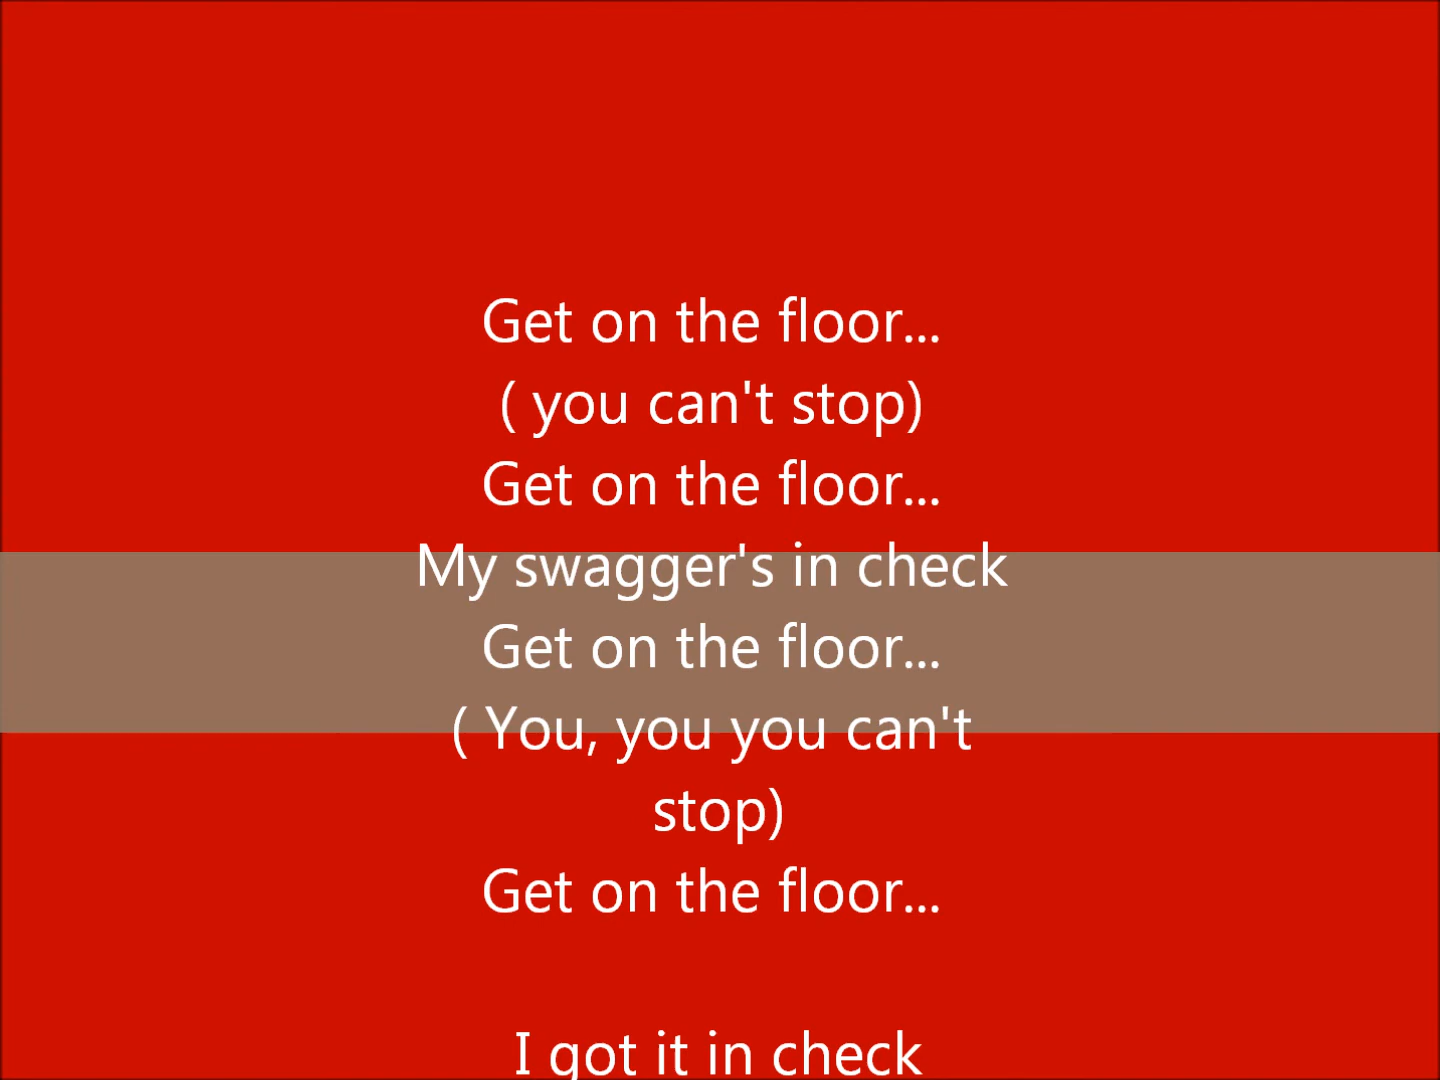 Get on the floor...
( you can't stop)
Get on the floor...
My swagger's in check
Get on the floor...
( You, you you can't
stop)
Get on the floor...
I got it in check